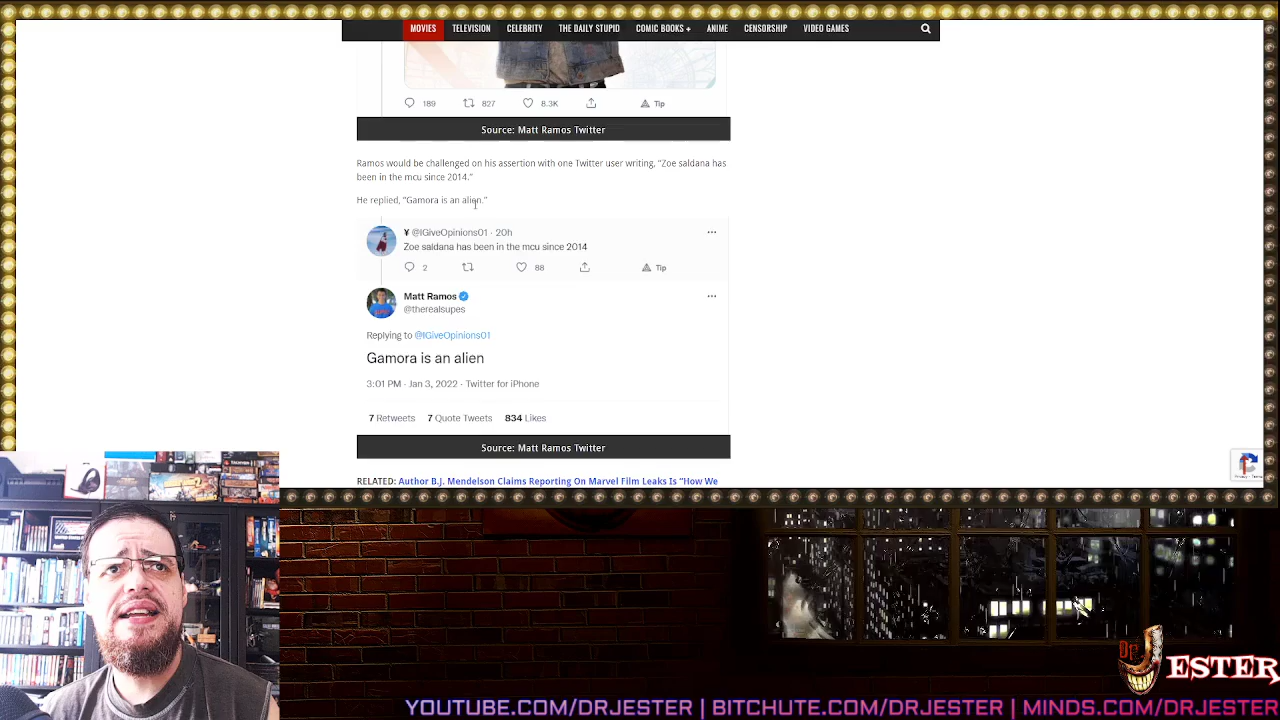 MOVIES TELEVISION CELEBRITY THE DAILY STUPID COMIC BOOKS + ANIME CENSORSHIP VIDEO GAMES
189 827 8.3K Tip
Source: Matt Ramos Twitter
Ramos would be challenged on his assertion with one Twitter user writing, “Zoe saldana has
been in the mcu since 2014.”
He replied, “Gamora is an alien.”
¥ @IGiveOpinions01 · 20h
Zoe saldana has been in the mcu since 2014
2 88 Tip
Matt Ramos
@therealsupes
Replying to @IGiveOpinions01
Gamora is an alien
3:01 PM · Jan 3, 2022 · Twitter for iPhone
7 Retweets 7 Quote Tweets 834 Likes
Source: Matt Ramos Twitter
RELATED: Author B.J. Mendelson Claims Reporting On Marvel Film Leaks Is “How We
Privacy - Terms
Dr. JESTER
YOUTUBE.COM/DRJESTER | BITCHUTE.COM/DRJESTER | MINDS.COM/DRJESTER